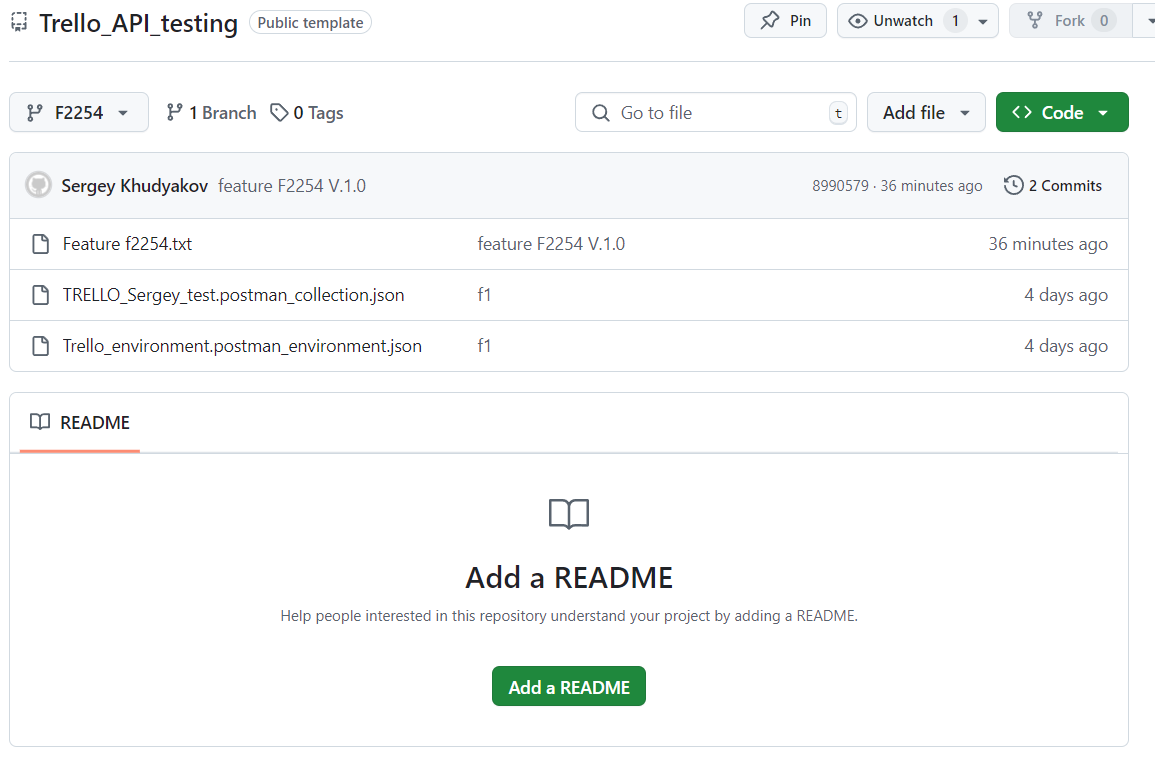 Trello_API_testing Public template Pin Unwatch 1 Fork 0
F2254 1 Branch 0 Tags Go to file t Add file Code
Sergey Khudyakov feature F2254 V.1.0 8990579 · 36 minutes ago 2 Commits
Feature f2254.txt feature F2254 V.1.0 36 minutes ago
TRELLO_Sergey_test.postman_collection.json f1 4 days ago
Trello_environment.postman_environment.json f1 4 days ago
README
Add a README
Help people interested in this repository understand your project by adding a README.
Add a README